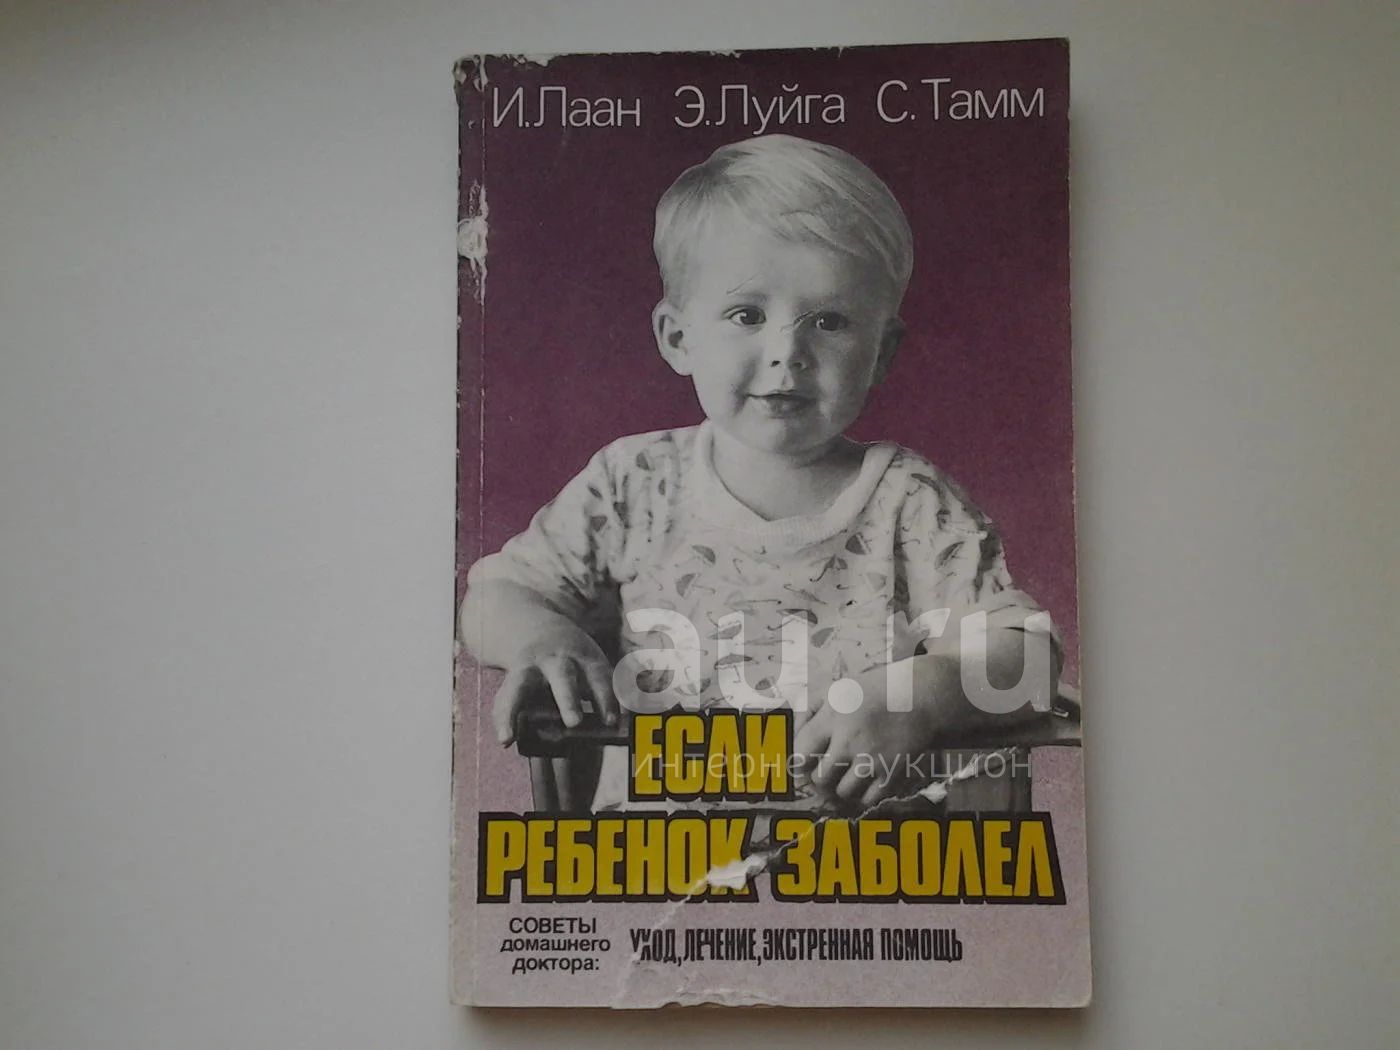 И.Лаан Э.Луйга С.Тамм
au.ru
ЕСЛИ
интернет-аукцион
РЕБЕНОК ЗАБОЛЕЛ
СОВЕТЫ
домашнего
доктора:
УХОД, ЛЕЧЕНИЕ, ЭКСТРЕННАЯ ПОМОЩЬ